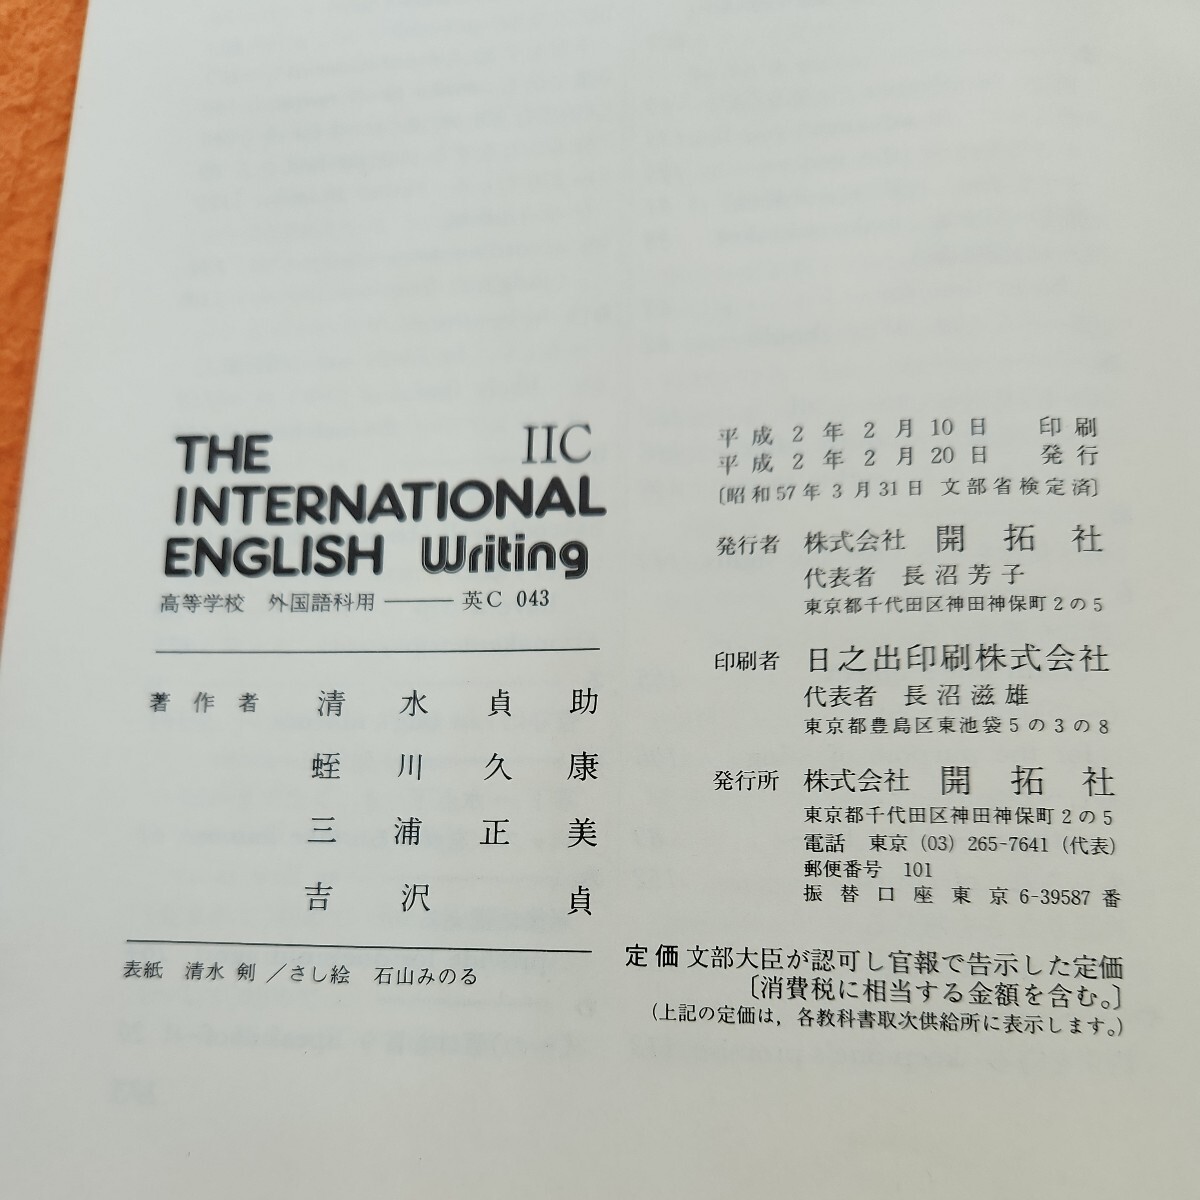 THE IIC
INTERNATIONAL
ENGLISH Writing
高等学校 外国語科用 ——— 英C 043
著作者 清水貞助
蛭川久康
三浦正美
吉沢貞
表紙 清水 剣 / さし絵 石山みのる
平成2年2月10日 印刷
平成2年2月20日 発行
〔昭和57年3月31日 文部省検定済〕
発行者 株式会社 開拓社
代表者 長沼芳子
東京都千代田区神田神保町2の5
印刷者 日之出印刷株式会社
代表者 長沼滋雄
東京都豊島区東池袋5の3の8
発行所 株式会社 開拓社
東京都千代田区神田神保町2の5
電話 東京 (03) 265-7641 (代表)
郵便番号 101
振替口座東京 6-39587 番
定価 文部大臣が認可し官報で告示した定価
〔消費税に相当する金額を含む。〕
(上記の定価は，各教科書取次供給所に表示します。)